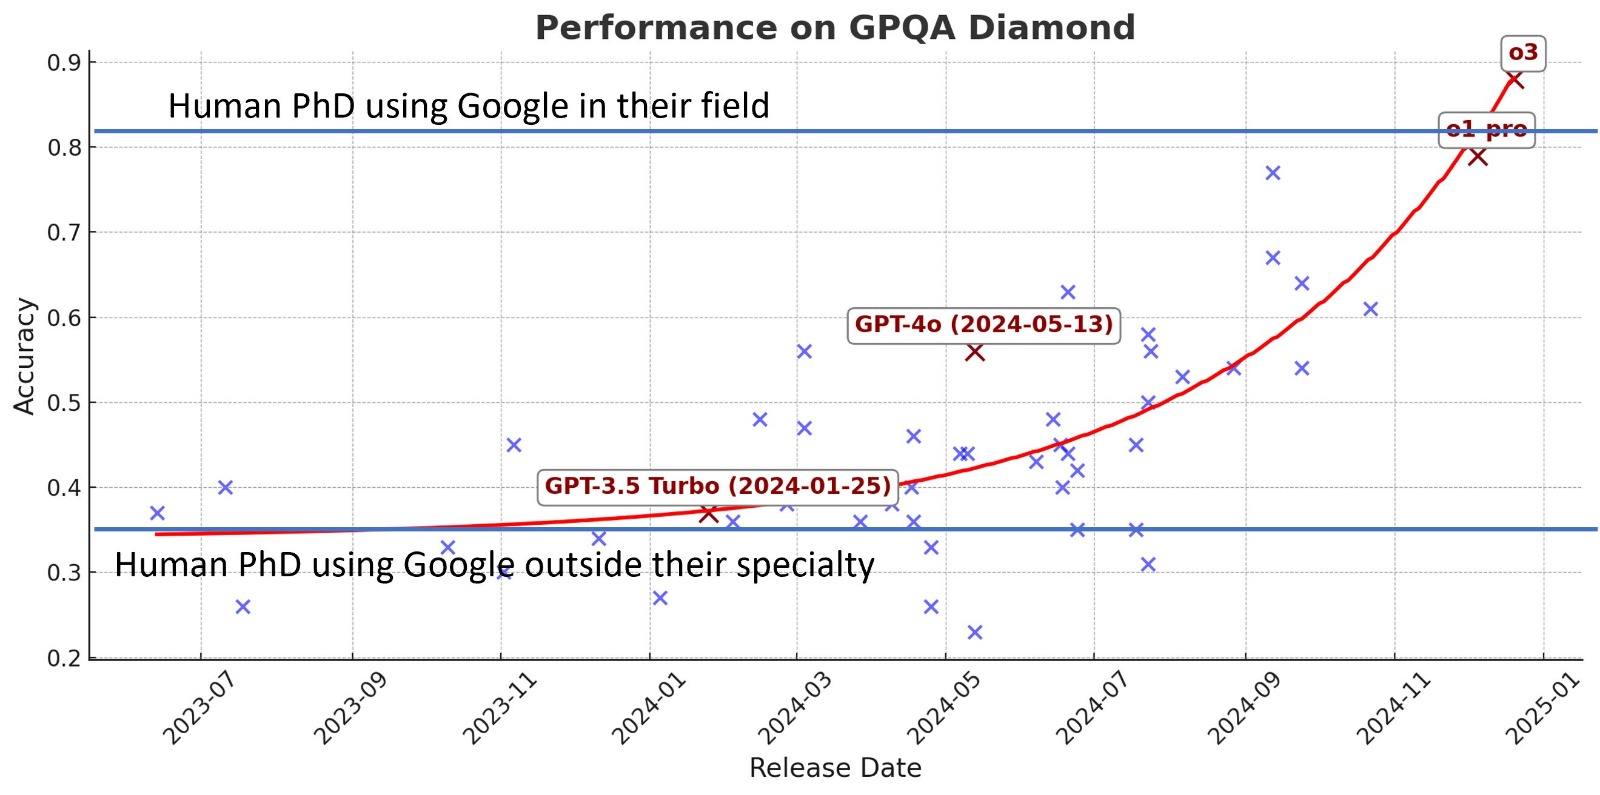 Performance on GPQA Diamond
o3
0.9
Human PhD using Google in their field
o1 pro
0.8
0.7
0.6
GPT-4o (2024-05-13)
Accuracy
0.5
GPT-3.5 Turbo (2024-01-25)
0.4
Human PhD using Google outside their specialty
0.3
0.2
2023-07
2023-09
2023-11
2024-01
2024-03
2024-05
2024-07
2024-09
2024-11
2025-01
Release Date